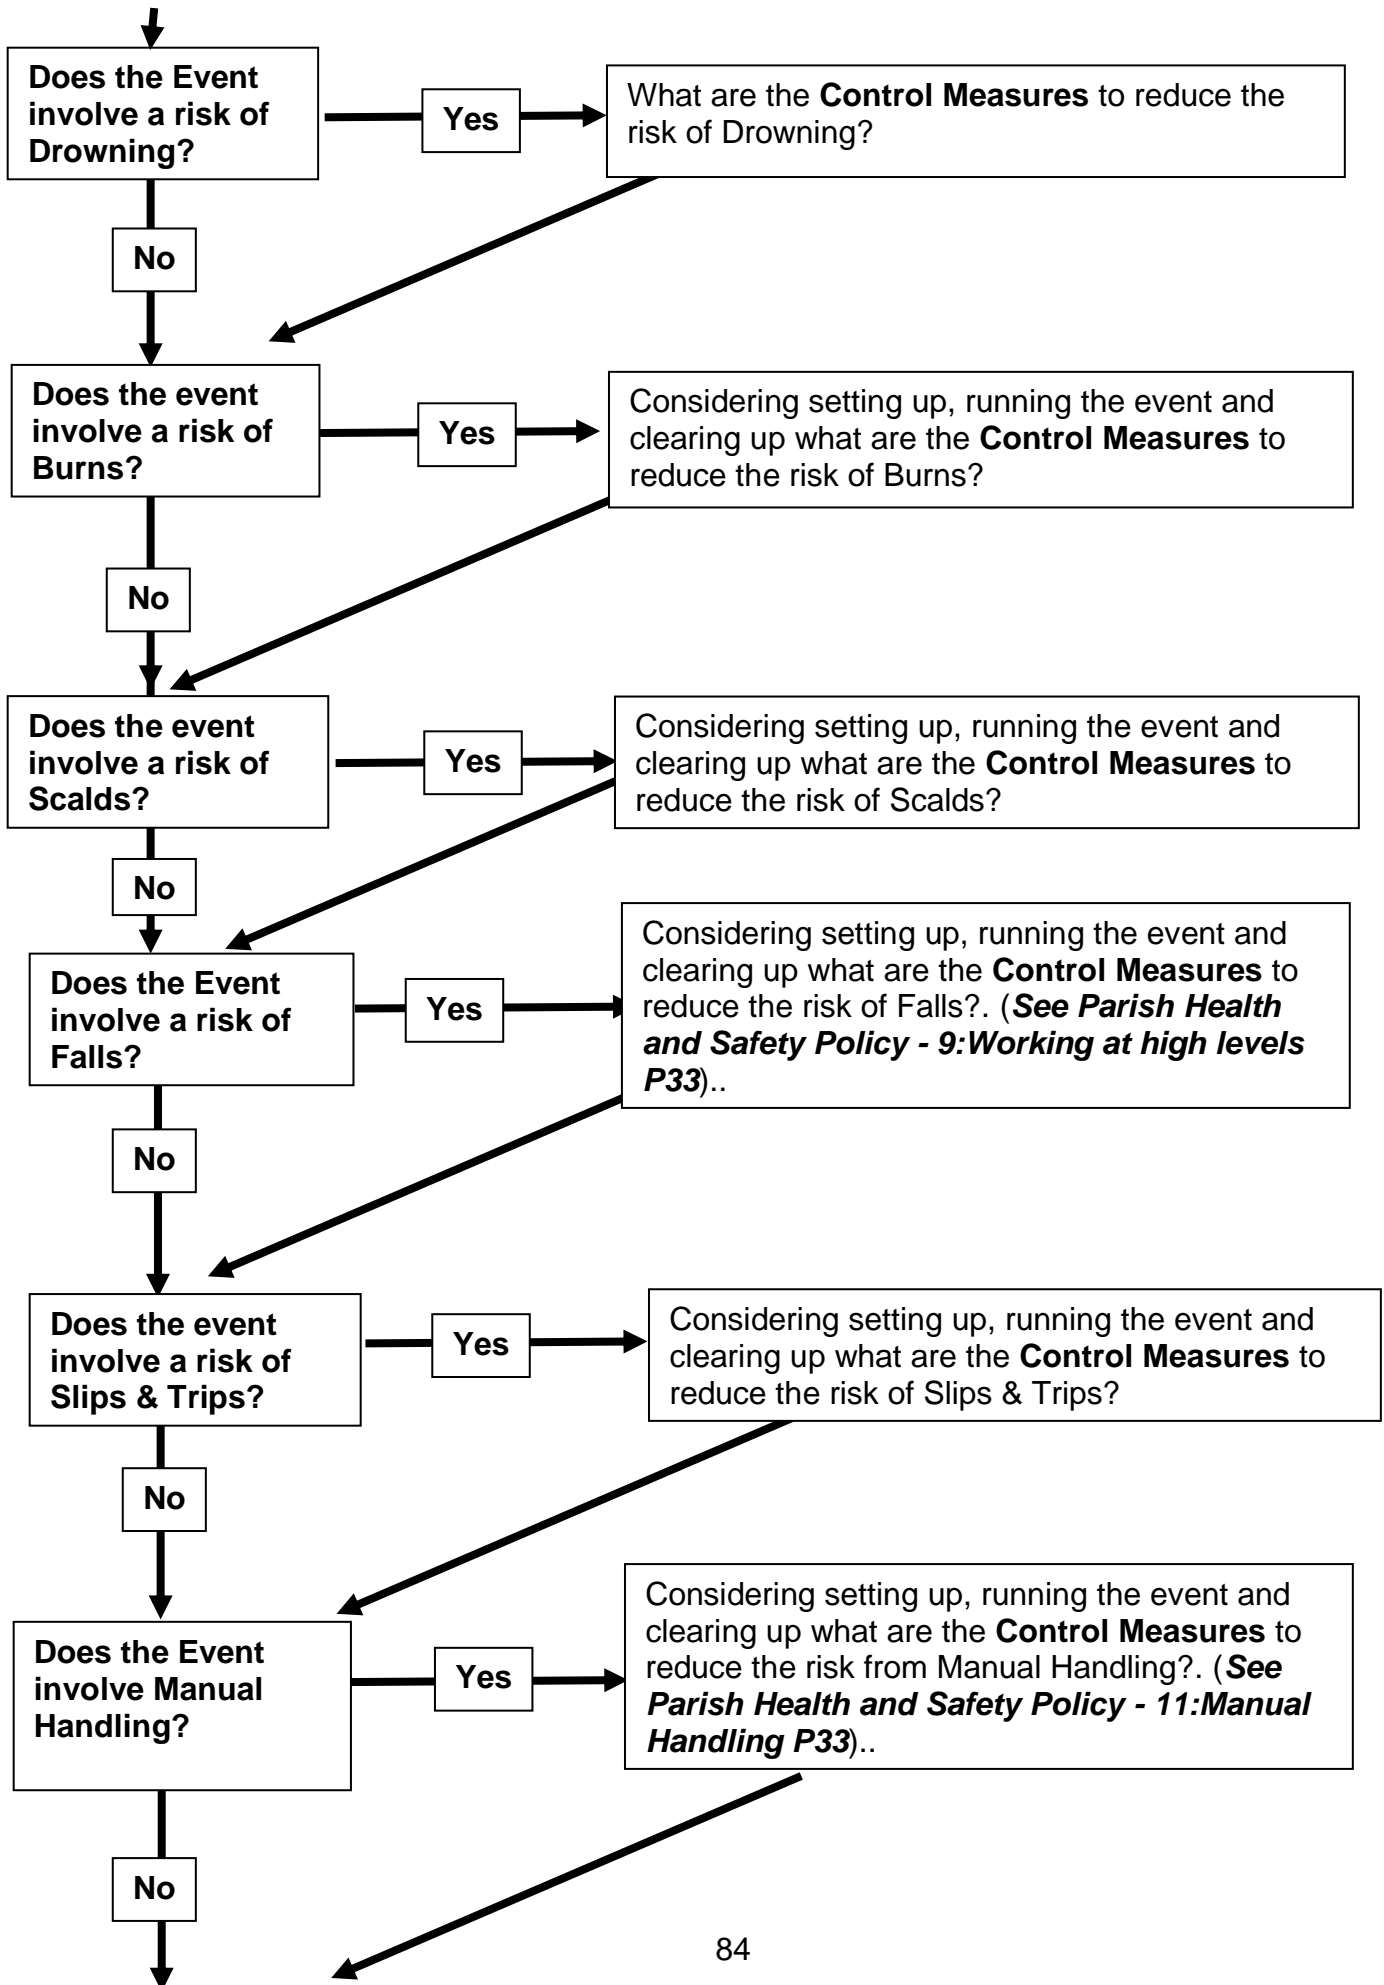 Does the Event
involve a risk of
Drowning?
Yes
What are the Control Measures to reduce the
risk of Drowning?
No
Does the event
involve a risk of
Burns?
Yes
Considering setting up, running the event and
clearing up what are the Control Measures to
reduce the risk of Burns?
No
Does the event
involve a risk of
Scalds?
Yes
Considering setting up, running the event and
clearing up what are the Control Measures to
reduce the risk of Scalds?
No
Does the Event
involve a risk of
Falls?
Yes
Considering setting up, running the event and
clearing up what are the Control Measures to
reduce the risk of Falls?. (See Parish Health
and Safety Policy - 9:Working at high levels
P33)..
No
Does the event
involve a risk of
Slips & Trips?
Yes
Considering setting up, running the event and
clearing up what are the Control Measures to
reduce the risk of Slips & Trips?
No
Does the Event
involve Manual
Handling?
Yes
Considering setting up, running the event and
clearing up what are the Control Measures to
reduce the risk from Manual Handling?. (See
Parish Health and Safety Policy - 11:Manual
Handling P33)..
No
84